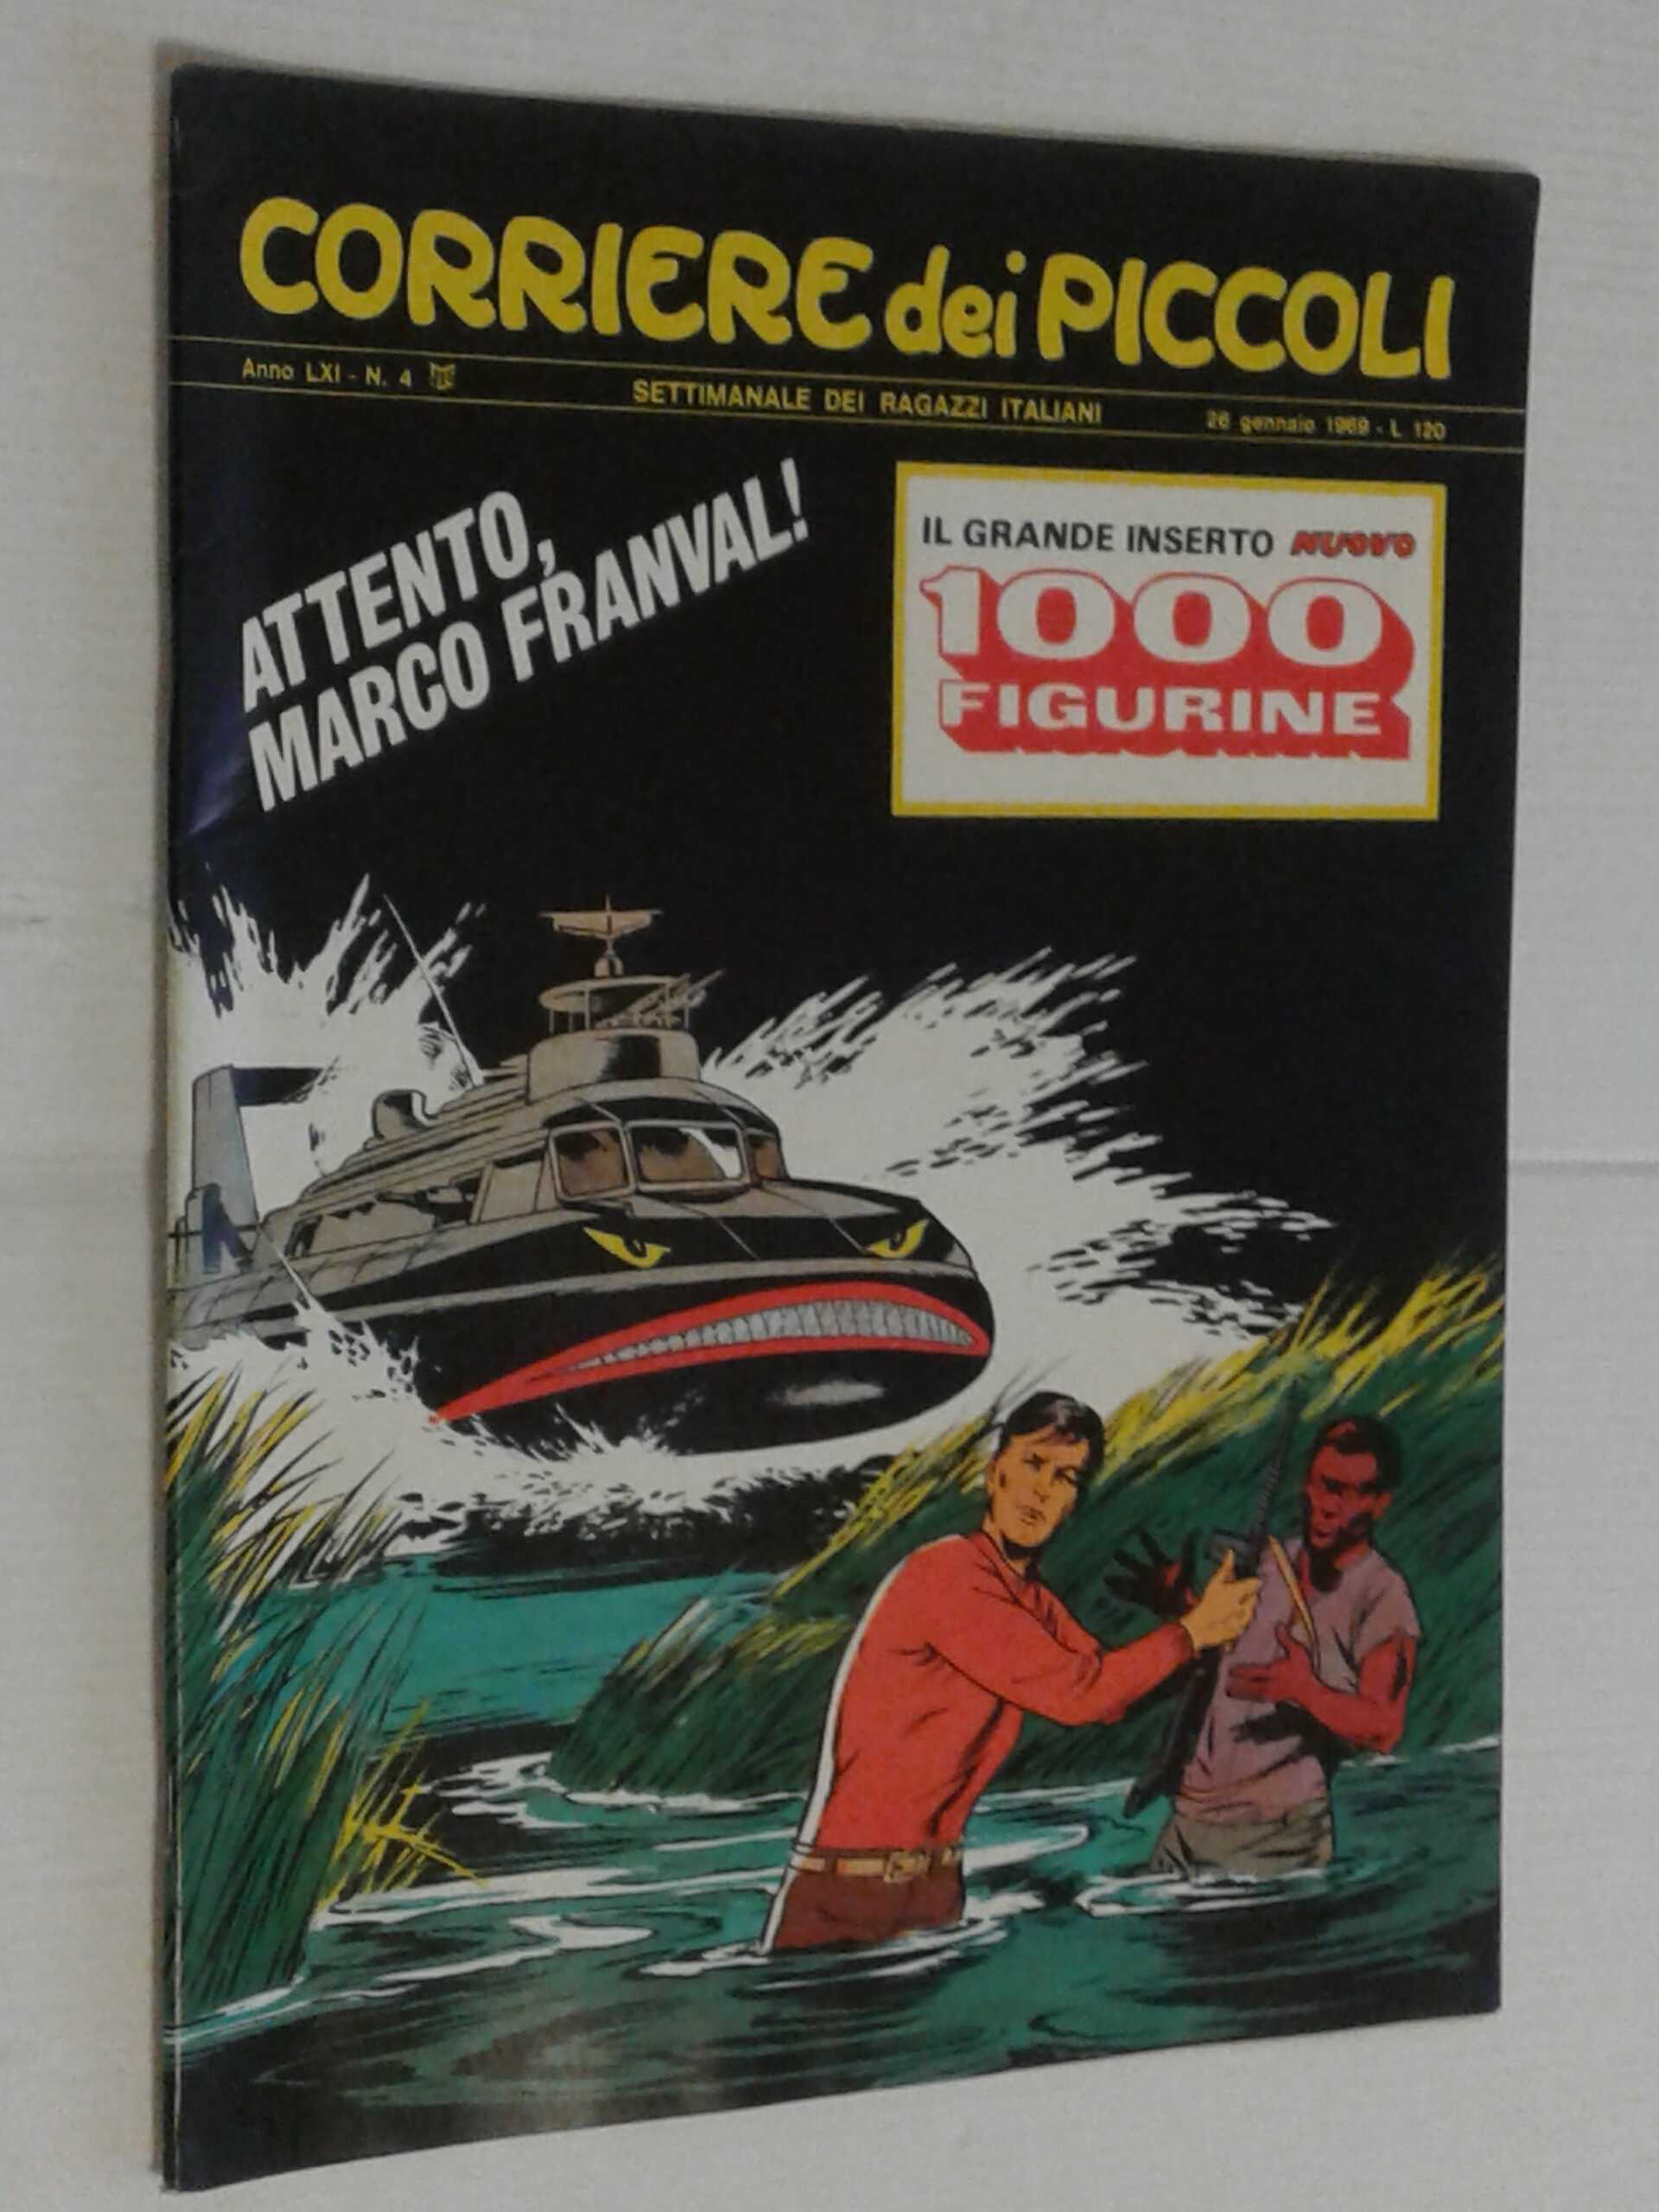 CORRIERE dei PICCOLI
Anno LXI - N. 4
SETTIMANALE DEI RAGAZZI ITALIANI
26 gennaio 1969 - L. 120
ATTENTO,
MARCO FRANVAL!
IL GRANDE INSERTO NUOVO
1000
FIGURINE